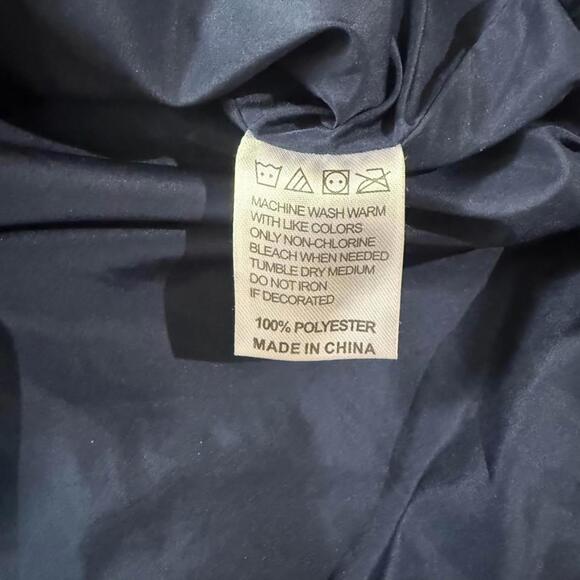 MACHINE WASH WARM
WITH LIKE COLORS
ONLY NON-CHLORINE
BLEACH WHEN NEEDED
TUMBLE DRY MEDIUM
DO NOT IRON
IF DECORATED
100% POLYESTER
MADE IN CHINA